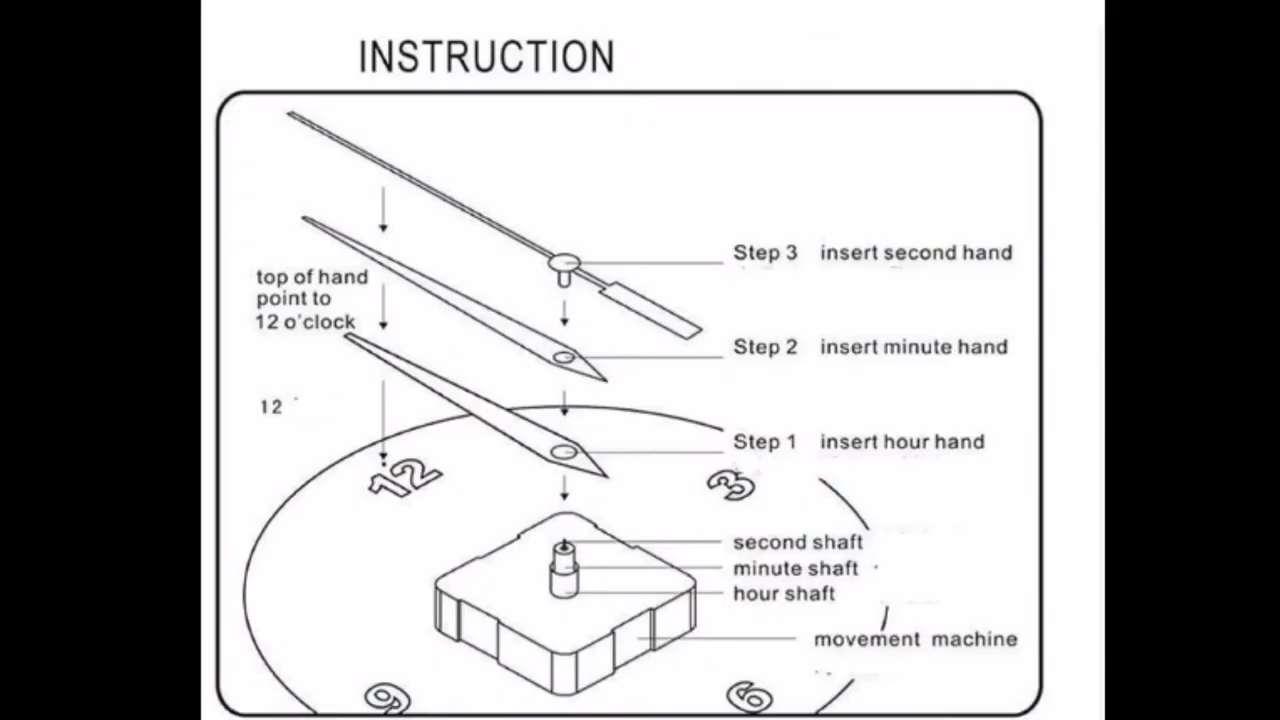 INSTRUCTION
Step 3 insert second hand
top of hand
point to
12 o'clock
Step 2 insert minute hand
12
Step 1 insert hour hand
12
3
second shaft
minute shaft
hour shaft
movement machine
9
6